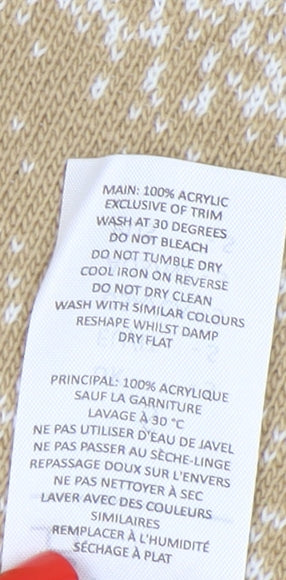 MAIN: 100% ACRYLIC
EXCLUSIVE OF TRIM
WASH AT 30 DEGREES
DO NOT BLEACH
DO NOT TUMBLE DRY
COOL IRON ON REVERSE
DO NOT DRY CLEAN
WASH WITH SIMILAR COLOURS
RESHAPE WHILST DAMP
DRY FLAT
PRINCIPAL: 100% ACRYLIQUE
SAUF LA GARNITURE
LAVAGE À 30 °C
NE PAS UTILISER D'EAU DE JAVEL
NE PAS PASSER AU SÈCHE-LINGE
REPASSAGE DOUX SUR L'ENVERS
NE PAS NETTOYER À SEC
LAVER AVEC DES COULEURS
SIMILAIRES
REMPLACER À L'HUMIDITÉ
SÉCHAGE À PLAT